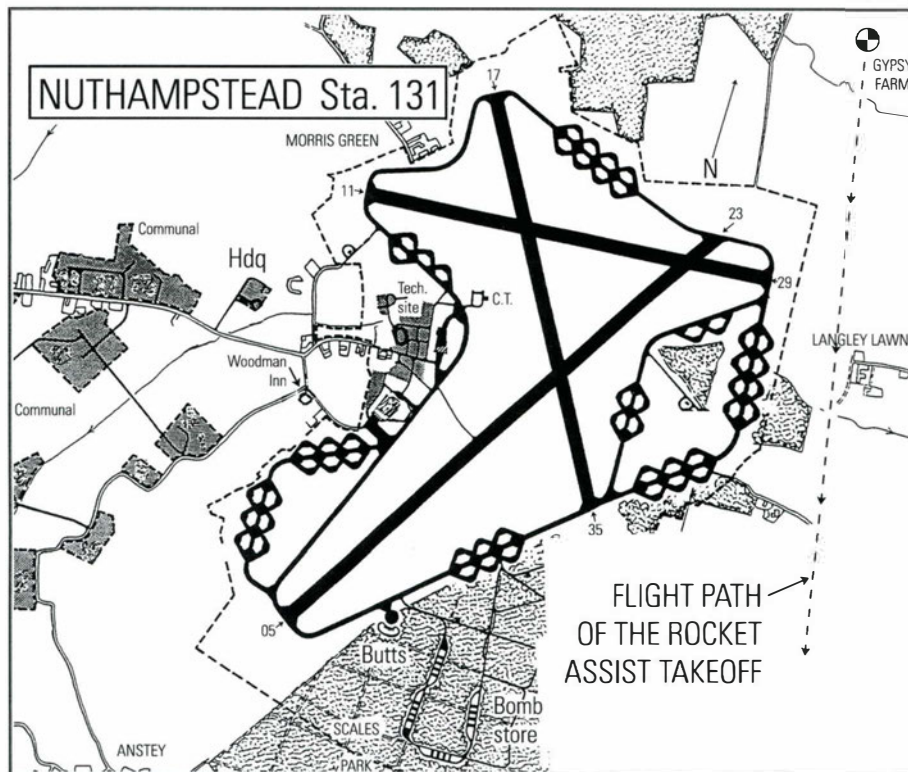 NUTHAMPSTEAD Sta. 131
17
GYPSY
FARM
MORRIS GREEN
N
11
23
Communal
Hdq
Tech.
site
C.T.
29
LANGLEY LAWN
Woodman
Inn
Communal
35
FLIGHT PATH
OF THE ROCKET
ASSIST TAKEOFF
05
Butts
Bomb
store
SCALES
PARK
ANSTEY